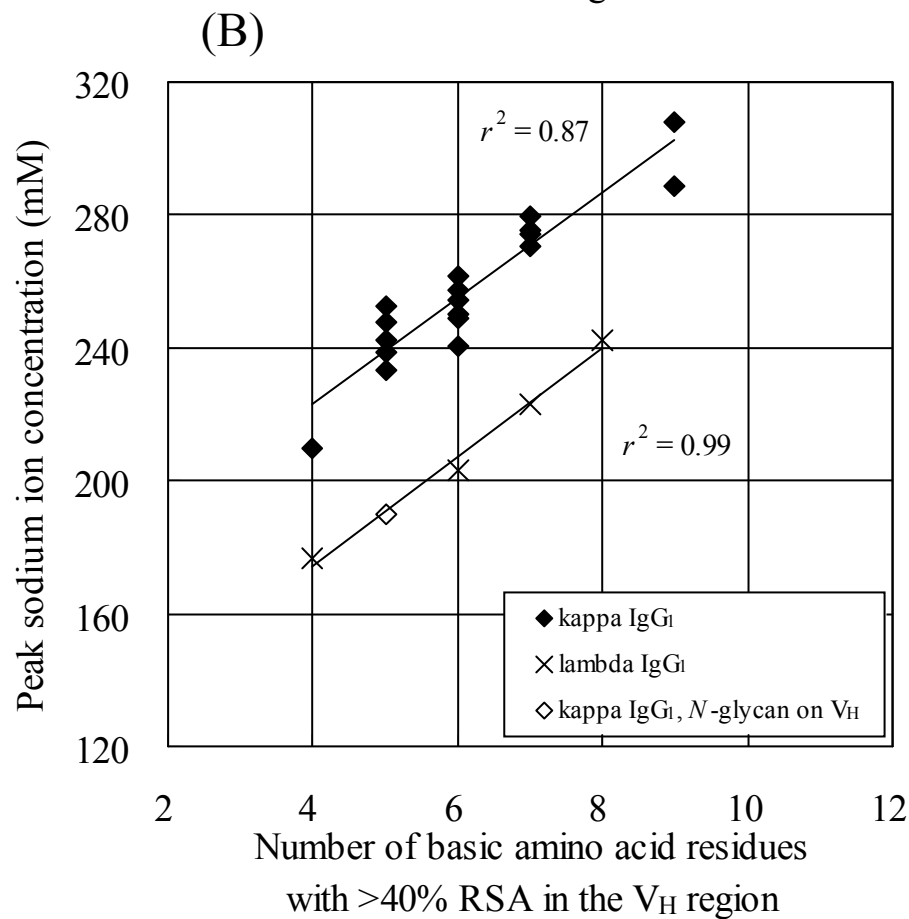 (B)
320
280
240
200
160
120
Peak sodium ion concentration (mM)
r² = 0.87
r² = 0.99
kappa IgG₁
lambda IgG₁
kappa IgG₁, N-glycan on V_H
2 4 6 8 10 12
Number of basic amino acid residues
with >40% RSA in the V_H region